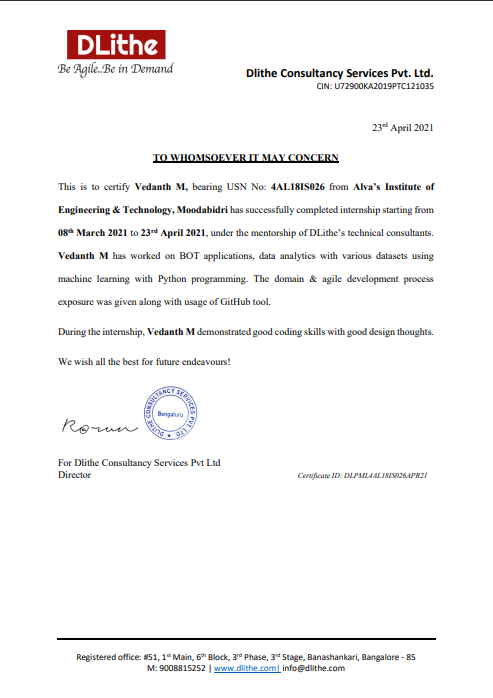 DLithe
Be Agile..Be in Demand
Dlithe Consultancy Services Pvt. Ltd.
CIN: U72900KA2019PTC121035
23rd April 2021
TO WHOMSOEVER IT MAY CONCERN
This is to certify Vedanth M, bearing USN No: 4AL18IS026 from Alva's Institute of
Engineering & Technology, Moodabidri has successfully completed internship starting from
08th March 2021 to 23rd April 2021, under the mentorship of DLithe's technical consultants.
Vedanth M has worked on BOT applications, data analytics with various datasets using
machine learning with Python programming. The domain & agile development process
exposure was given along with usage of GitHub tool.
During the internship, Vedanth M demonstrated good coding skills with good design thoughts.
We wish all the best for future endeavours!
DLITHE CONSULTANCY SERVICES PVT. LTD.
Bengaluru
For Dlithe Consultancy Services Pvt Ltd
Director
Certificate ID: DLPML4AL18IS026APR21
Registered office: #51, 1st Main, 6th Block, 3rd Phase, 3rd Stage, Banashankari, Bangalore - 85
M: 9008815252 | www.dlithe.com| info@dlithe.com